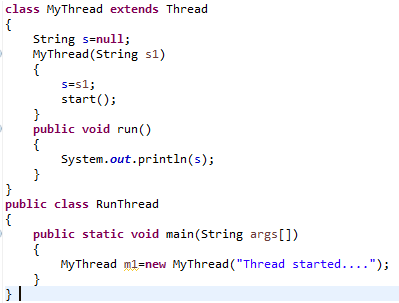 class MyThread extends Thread
{
    String s=null;
    MyThread(String s1)
    {
        s=s1;
        start();
    }
    public void run()
    {
        System.out.println(s);
    }
}
public class RunThread
{
    public static void main(String args[])
    {
        MyThread m1=new MyThread("Thread started....");
    }
}